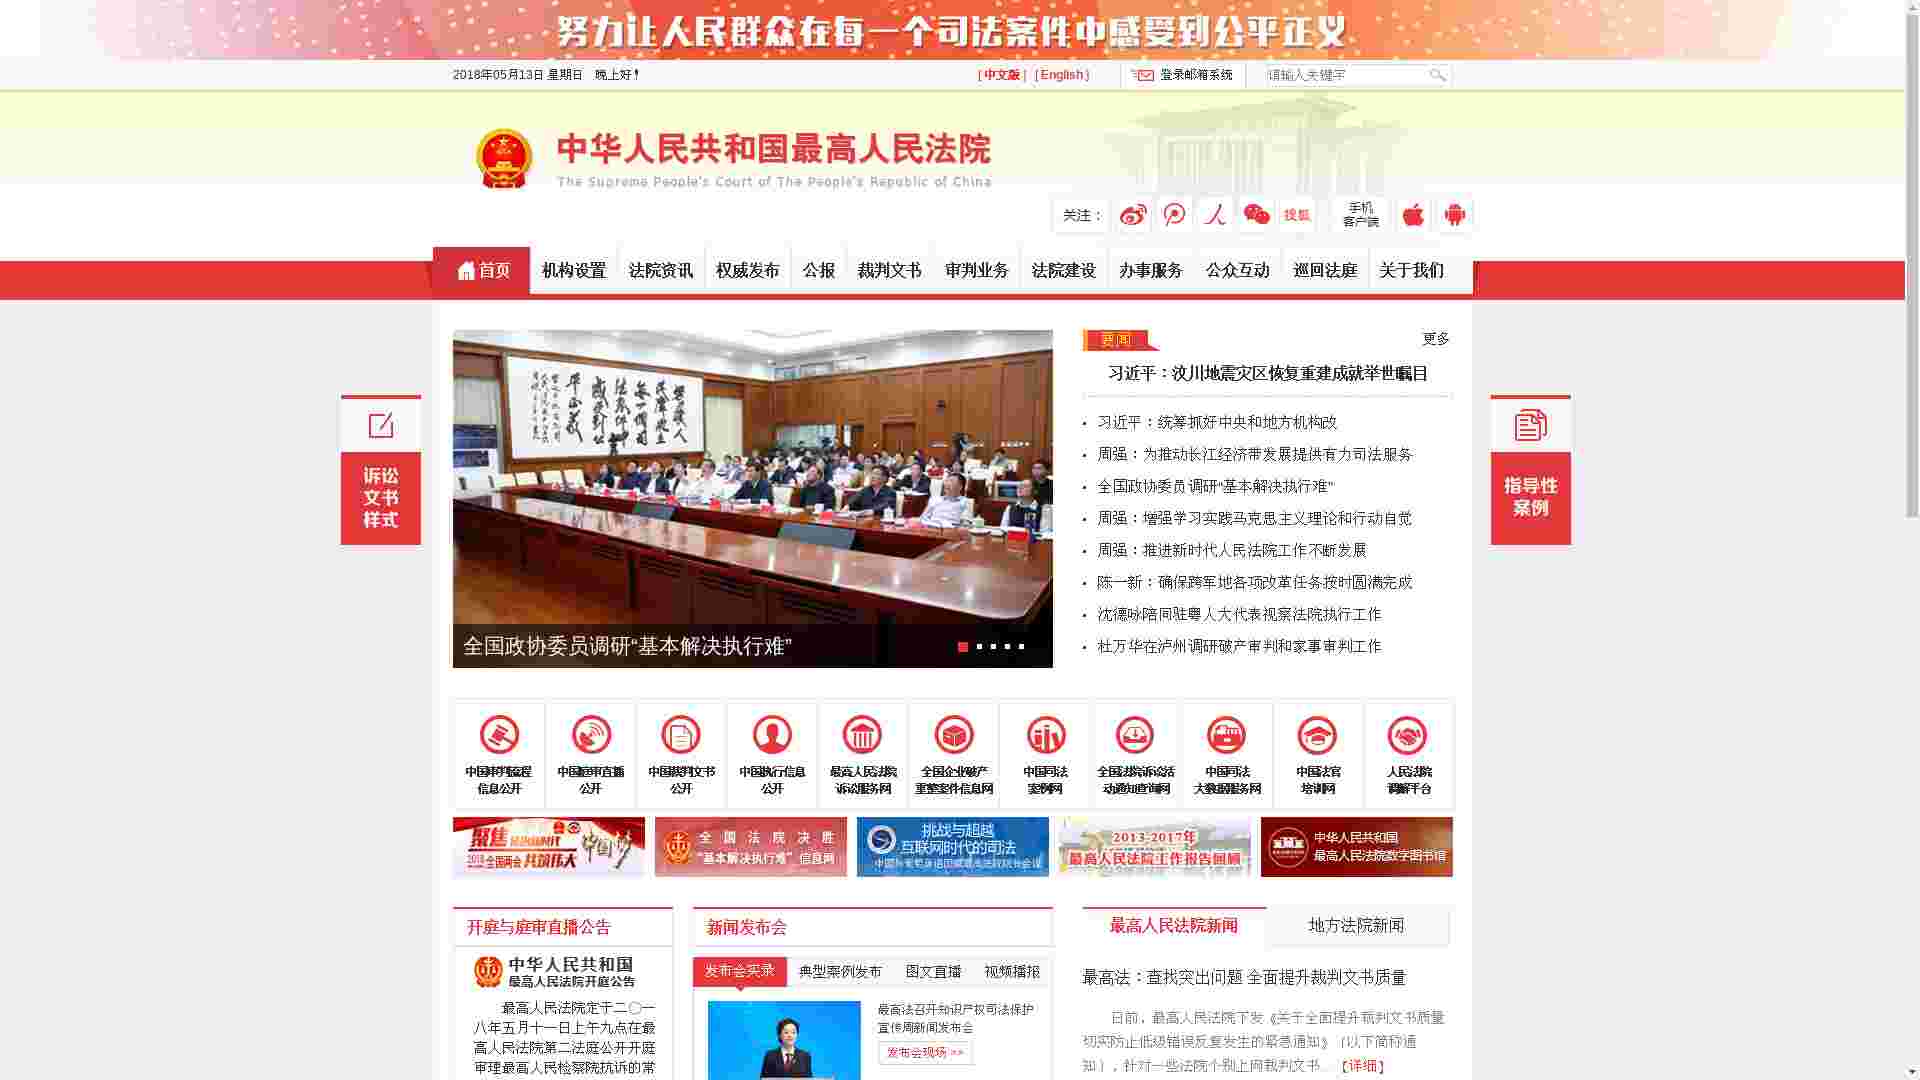 努力让人民群众在每一个司法案件中感受到公平正义
2018年05月13日 星期日 晚上好！
[ 中文版 ] [ English ]
登录邮箱系统
请输入关键字
中华人民共和国最高人民法院
The Supreme People's Court of The People's Republic of China
关注：
搜狐
手机
客户端
首页 机构设置 法院资讯 权威发布 公报 裁判文书 审判业务 法院建设 办事服务 公众互动 巡回法庭 关于我们
诉讼
文书
样式
指导性
案例
全国政协委员调研“基本解决执行难”
要闻
更多
习近平：汶川地震灾区恢复重建成就举世瞩目
习近平：统筹抓好中央和地方机构改
周强：为推动长江经济带发展提供有力司法服务
全国政协委员调研“基本解决执行难”
周强：增强学习实践马克思主义理论和行动自觉
周强：推进新时代人民法院工作不断发展
陈一新：确保跨军地各项改革任务按时圆满完成
沈德咏陪同驻粤人大代表视察法院执行工作
杜万华在泸州调研破产审判和家事审判工作
中国审判流程
信息公开
中国庭审直播
公开
中国裁判文书
公开
中国执行信息
公开
最高人民法院
诉讼服务网
全国企业破产
重整案件信息网
中国司法
案例网
全国法院诉讼活
动通知查询网
中国司法
大数据服务网
中国法官
培训网
人民法院
调解平台
聚焦
2018全国两会 共筑伟大
中国梦
全国法院决胜
“基本解决执行难”信息网
挑战与超越
互联网时代的司法
2013-2017年
最高人民法院工作报告回顾
中华人民共和国
最高人民法院数字图书馆
开庭与庭审直播公告
中华人民共和国
最高人民法院开庭公告
最高人民法院定于二〇一
八年五月十一日上午九点在最
高人民法院第二法庭公开开庭
审理最高人民检察院抗诉的常
新闻发布会
发布会实录 典型案例发布 图文直播 视频播报
最高法召开知识产权司法保护
宣传周新闻发布会
发布会现场 >>
最高人民法院新闻
地方法院新闻
最高法：查找突出问题 全面提升裁判文书质量
日前，最高人民法院下发《关于全面提升裁判文书质量
切实防止低级错误反复发生的紧急通知》（以下简称通
知），针对一些法院个别上网裁判文书... 【详细】